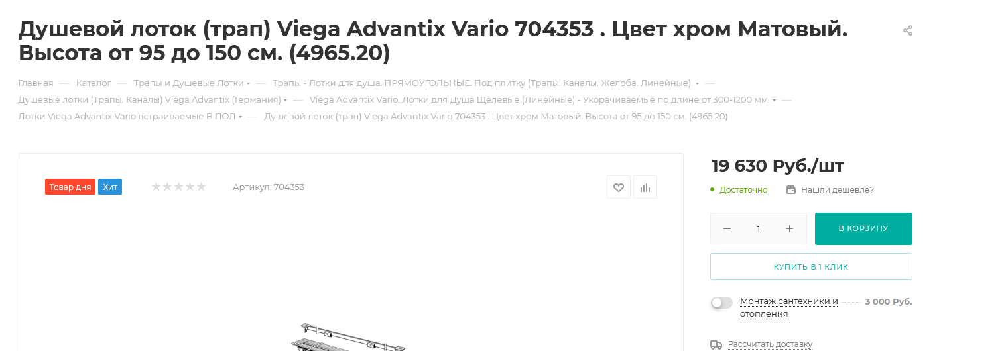 Душевой лоток (трап) Viega Advantix Vario 704353 . Цвет хром Матовый.
Высота от 95 до 150 см. (4965.20)
Главная — Каталог — Трапы и Душевые Лотки — Трапы - Лотки для душа. ПРЯМОУГОЛЬНЫЕ. Под плитку (Трапы. Каналы. Желоба. Линейные). —
Душевые лотки (Трапы. Каналы) Viega Advantix (Германия) — Viega Advantix Vario. Лотки для Душа Щелевые (Линейные) - Укорачиваемые по длине от 300-1200 мм. —
Лотки Viega Advantix Vario встраиваемые В ПОЛ — Душевой лоток (трап) Viega Advantix Vario 704353 . Цвет хром Матовый. Высота от 95 до 150 см. (4965.20)
Товар дня Хит Артикул: 704353
19 630 Руб./шт
Достаточно Нашли дешевле?
1 В КОРЗИНУ
КУПИТЬ В 1 КЛИК
Монтаж сантехники и 3 000 Руб.
отопления
Рассчитать доставку